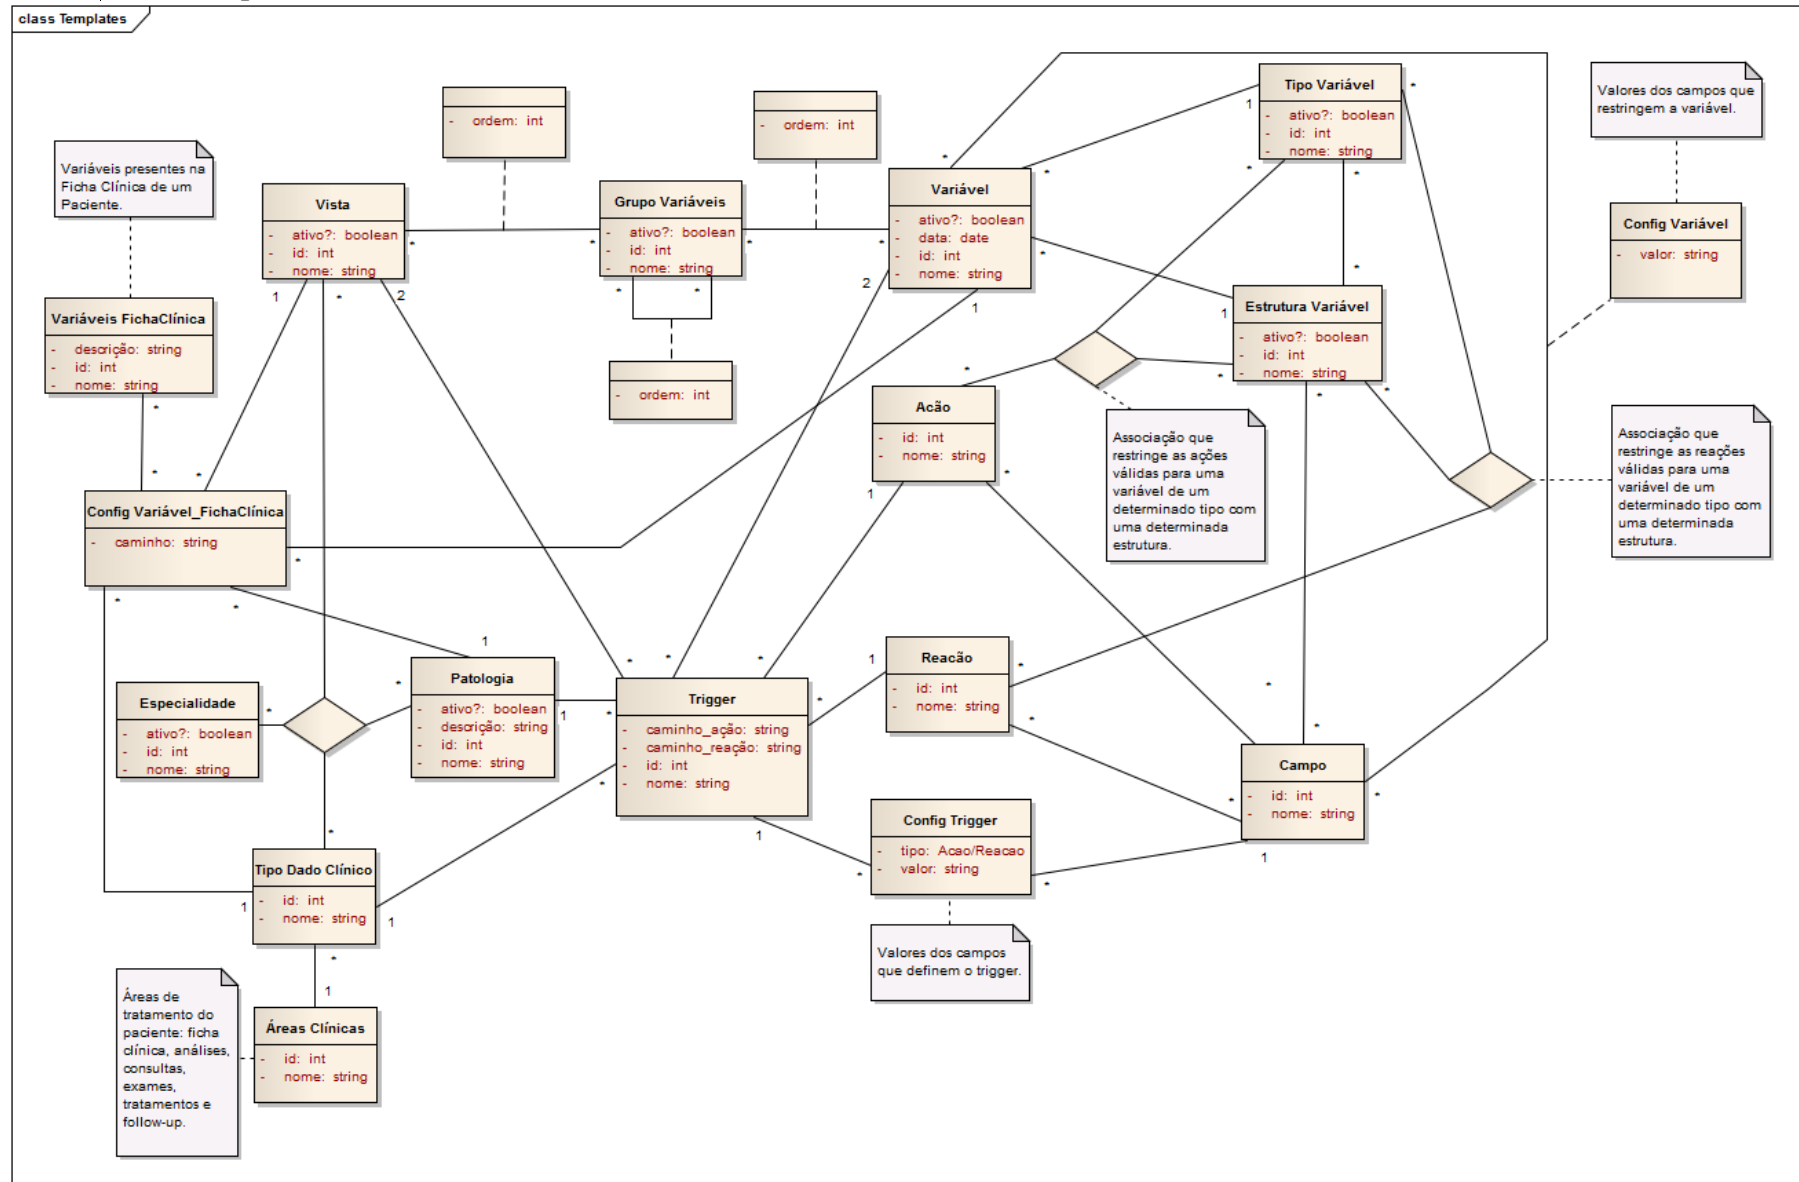 class Templates
Variáveis presentes na
Ficha Clínica de um
Paciente.
- ordem: int
- ordem: int
Tipo Variável
- ativo?: boolean
- id: int
- nome: string
Valores dos campos que
restringem a variável.
Vista
- ativo?: boolean
- id: int
- nome: string
Grupo Variáveis
- ativo?: boolean
- id: int
- nome: string
Variável
- ativo?: boolean
- data: date
- id: int
- nome: string
Config Variável
- valor: string
Variáveis FichaClínica
- descrição: string
- id: int
- nome: string
- ordem: int
Estrutura Variável
- ativo?: boolean
- id: int
- nome: string
Acão
- id: int
- nome: string
Associação que
restringe as ações
válidas para uma
variável de um
determinado tipo com
uma determinada
estrutura.
Associação que
restringe as reações
válidas para uma
variável de um
determinado tipo com
uma determinada
estrutura.
Config Variável_FichaClínica
- caminho: string
Especialidade
- ativo?: boolean
- id: int
- nome: string
Patologia
- ativo?: boolean
- descrição: string
- id: int
- nome: string
Trigger
- caminho_ação: string
- caminho_reação: string
- id: int
- nome: string
Reacão
- id: int
- nome: string
Campo
- id: int
- nome: string
Config Trigger
- tipo: Acao/Reacao
- valor: string
Valores dos campos
que definem o trigger.
Tipo Dado Clínico
- id: int
- nome: string
Áreas de
tratamento do
paciente: ficha
clínica, análises,
consultas,
exames,
tratamentos e
follow-up.
Áreas Clínicas
- id: int
- nome: string